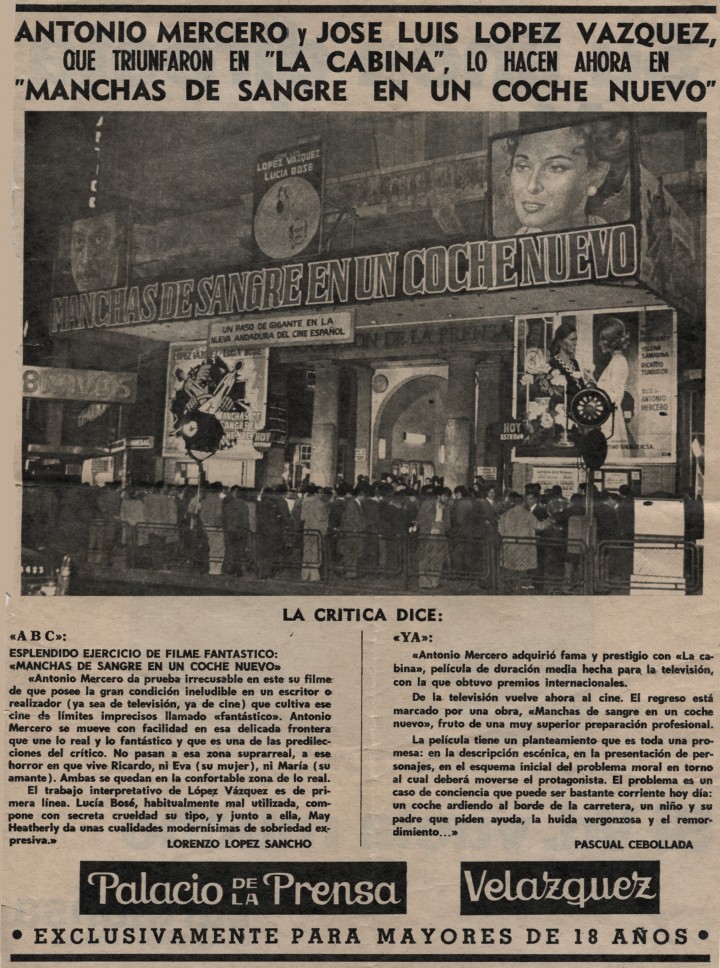 ANTONIO MERCERO y JOSE LUIS LOPEZ VAZQUEZ,
QUE TRIUNFARON EN "LA CABINA", LO HACEN AHORA EN
"MANCHAS DE SANGRE EN UN COCHE NUEVO"
LOPEZ VAZQUEZ
LUCIA BOSE
MANCHAS DE SANGRE EN UN COCHE NUEVO
UN PASO DE GIGANTE EN LA
NUEVA ANDADURA DEL CINE ESPAÑOL
DE LA PRENSA
LOPEZ VAZQUEZ LUCIA BOSE
MANCHAS DE
SANGRE
HOY
YELENA
SAMARINA
RICARDO
TUNDIDOS
ANTONIO
MERCERO
HOY
ESTRENO
LA CRITICA DICE:
«A B C»:
ESPLENDIDO EJERCICIO DE FILME FANTASTICO:
«MANCHAS DE SANGRE EN UN COCHE NUEVO»
«Antonio Mercero da prueba irrecusable en este su filme
de que posee la gran condición ineludible en un escritor o
realizador (ya sea de televisión, ya de cine) que cultiva ese
cine de límites imprecisos llamado «fantástico». Antonio
Mercero se mueve con facilidad en esa delicada frontera
que une lo real y lo fantástico y que es una de las predilec-
ciones del crítico. No pasan a esa zona suprarreal, a ese
horror en que vive Ricardo, ni Eva (su mujer), ni María (su
amante). Ambas se quedan en la confortable zona de lo real.
El trabajo interpretativo de López Vázquez es de pri-
mera línea. Lucía Bosé, habitualmente mal utilizada, com-
pone con secreta crueldad su tipo, y junto a ella, May
Heatherly da unas cualidades modernísimas de sobriedad ex-
presiva.»
LORENZO LOPEZ SANCHO
«YA»:
«Antonio Mercero adquirió fama y prestigio con «La ca-
bina», película de duración media hecha para la televisión,
con la que obtuvo premios internacionales.
De la televisión vuelve ahora al cine. El regreso está
marcado por una obra, «Manchas de sangre en un coche
nuevo», fruto de una muy superior preparación profesional.
La película tiene un planteamiento que es toda una pro-
mesa: en la descripción escénica, en la presentación de per-
sonajes, en el esquema inicial del problema moral en torno
al cual deberá moverse el protagonista. El problema es un
caso de conciencia que puede ser bastante corriente hoy día:
un coche ardiendo al borde de la carretera, un niño y su
padre que piden ayuda, la huida vergonzosa y el remor-
dimiento...»
PASCUAL CEBOLLADA
Palacio DE LA Prensa
Velazquez
• EXCLUSIVAMENTE PARA MAYORES DE 18 AÑOS •